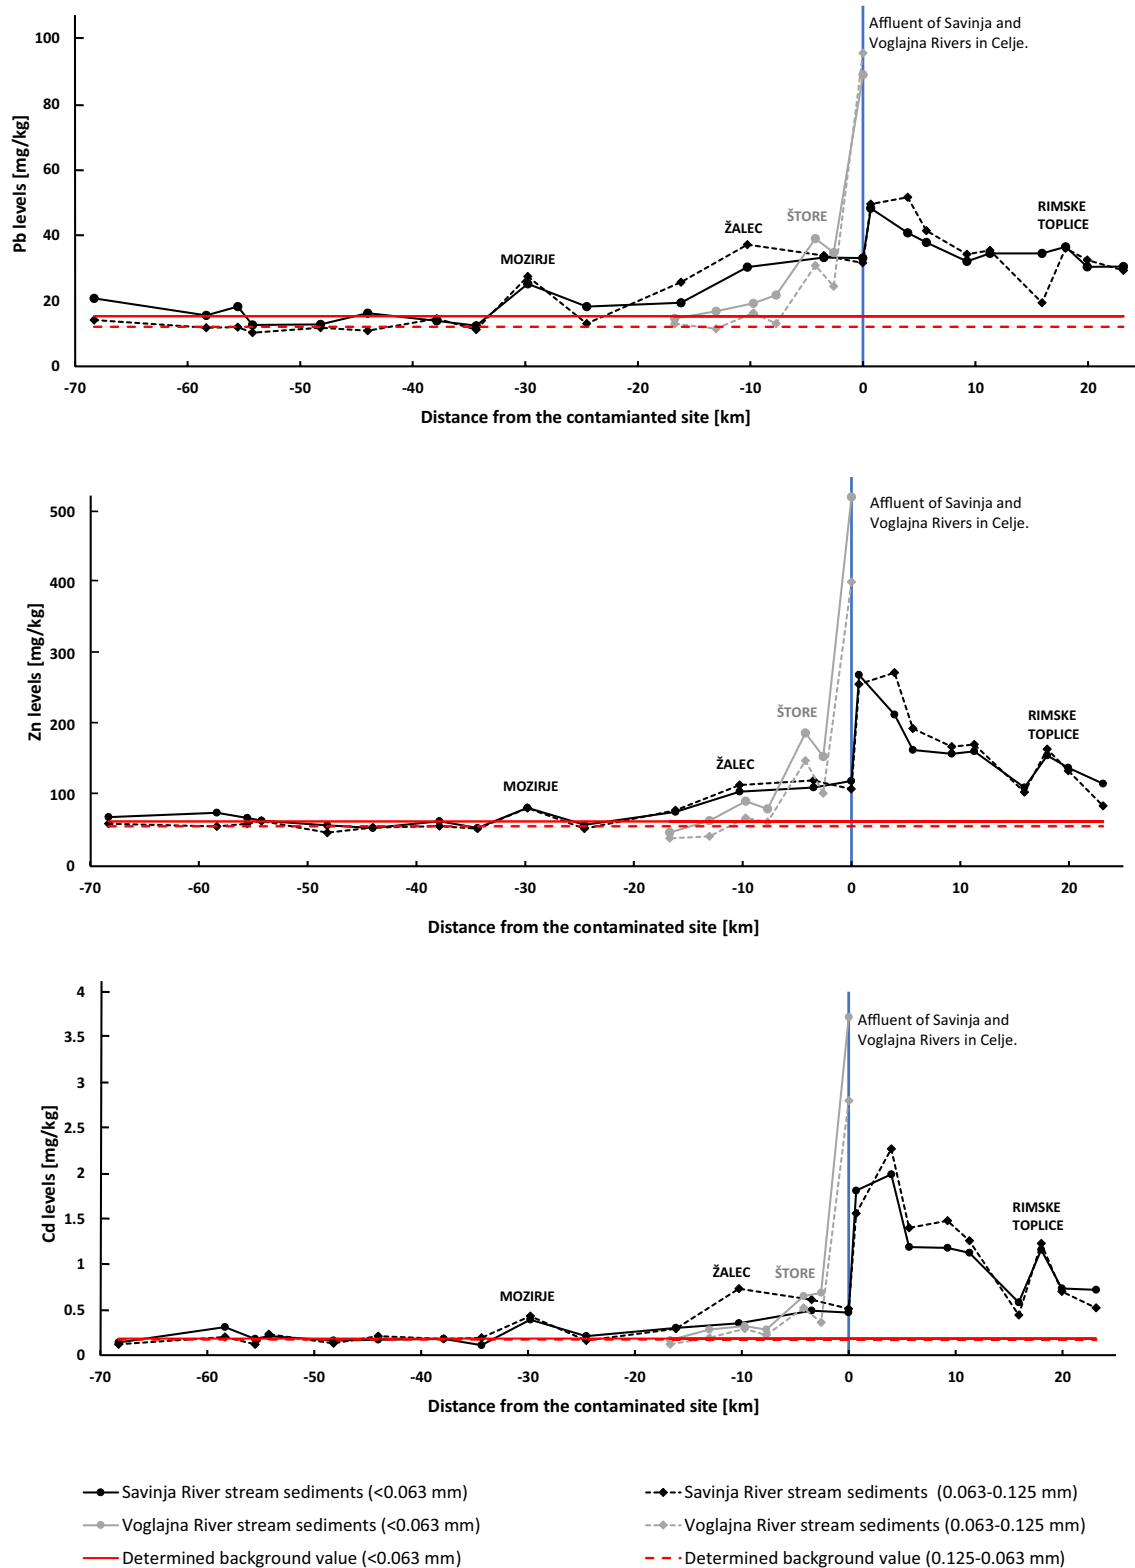 Pb levels [mg/kg]
100
80
60
40
20
0
-70
-60
-50
-40
-30
-20
-10
0
10
20
MOZIRJE
ŽALEC
ŠTORE
Affluent of Savinja and
Voglajna Rivers in Celje.
RIMSKE
TOPLICE
Distance from the contamianted site [km]
Zn levels [mg/kg]
500
400
300
200
100
0
-70
-60
-50
-40
-30
-20
-10
0
10
20
MOZIRJE
ŽALEC
ŠTORE
Affluent of Savinja and
Voglajna Rivers in Celje.
RIMSKE
TOPLICE
Distance from the contaminated site [km]
Cd levels [mg/kg]
4
3.5
3
2.5
2
1.5
1
0.5
0
-70
-60
-50
-40
-30
-20
-10
0
10
20
MOZIRJE
ŽALEC
ŠTORE
Affluent of Savinja and
Voglajna Rivers in Celje.
RIMSKE
TOPLICE
Distance from the contaminated site [km]
Savinja River stream sediments (<0.063 mm)
Savinja River stream sediments (0.063-0.125 mm)
Voglajna River stream sediments (<0.063 mm)
Voglajna River stream sediments (0.063-0.125 mm)
Determined background value (<0.063 mm)
Determined background value (0.125-0.063 mm)